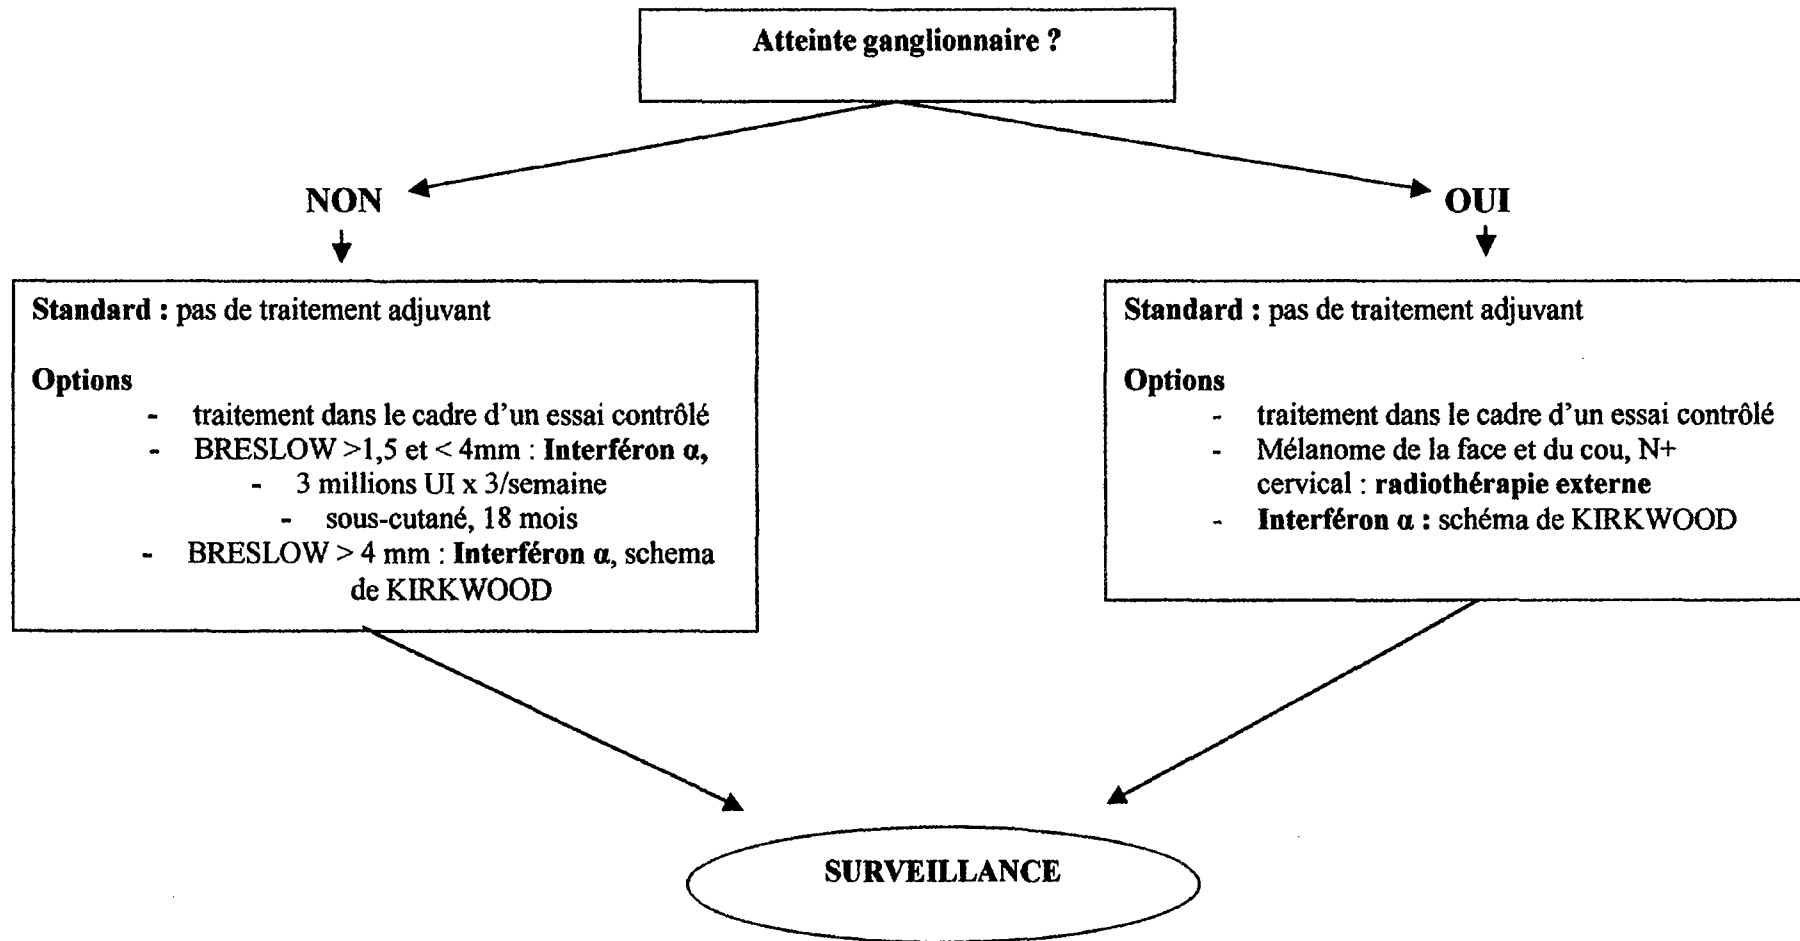 Atteinte ganglionnaire ?
NON
OUI
Standard : pas de traitement adjuvant
Options
- traitement dans le cadre d'un essai contrôlé
- BRESLOW >1,5 et < 4mm : Interféron α,
- 3 millions UI x 3/semaine
- sous-cutané, 18 mois
- BRESLOW > 4 mm : Interféron α, schema
de KIRKWOOD
Standard : pas de traitement adjuvant
Options
- traitement dans le cadre d'un essai contrôlé
- Mélanome de la face et du cou, N+
cervical : radiothérapie externe
- Interféron α : schéma de KIRKWOOD
SURVEILLANCE